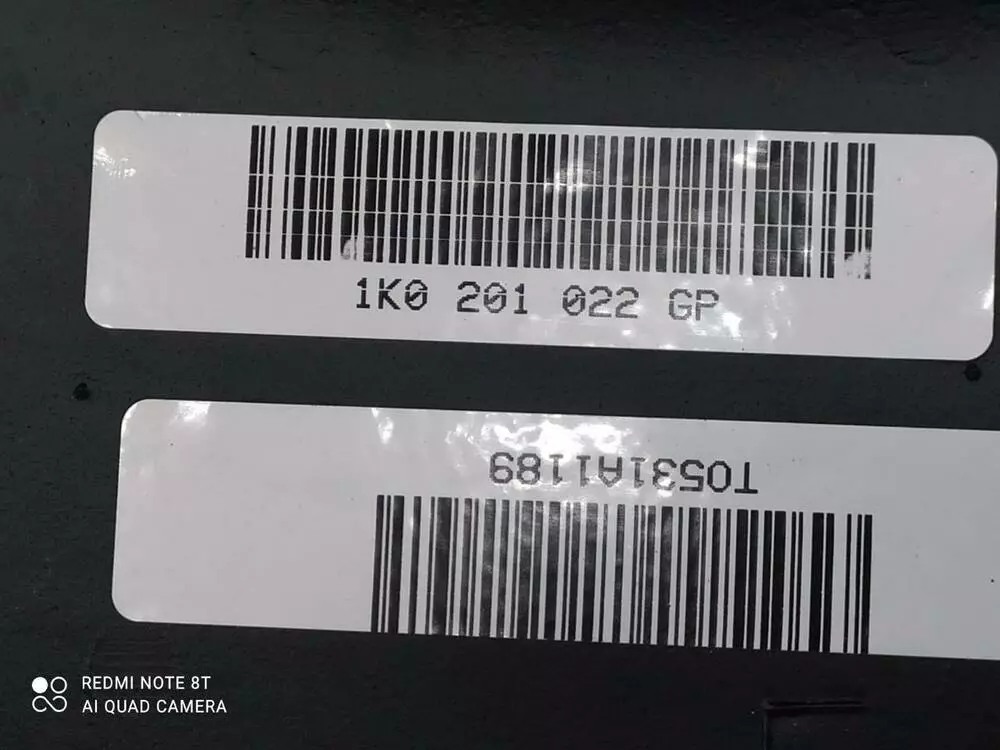 1K0 201 022 GP
T0531A1189
REDMI NOTE 8T
AI QUAD CAMERA